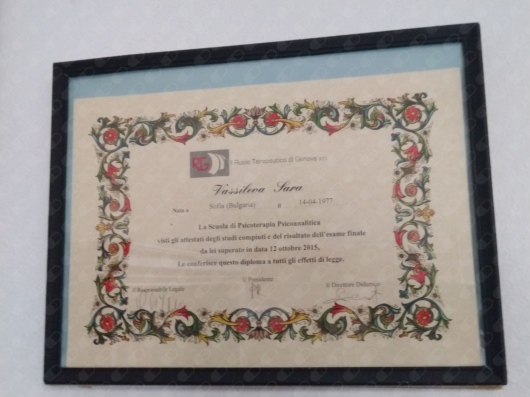 Il Ruolo Terapeutico di Genova
Vassileva Sara
Nata a Sofia (Bulgaria) il 14-04-1977
La Scuola di Psicoterapia Psicoanalitica
visti gli attestati degli studi compiuti e del risultato dell'esame finale
da lei superato in data 12 ottobre 2015,
Le conferisce questo diploma a tutti gli effetti di legge.
Il Responsabile Legale Il Presidente Il Direttore Didattico